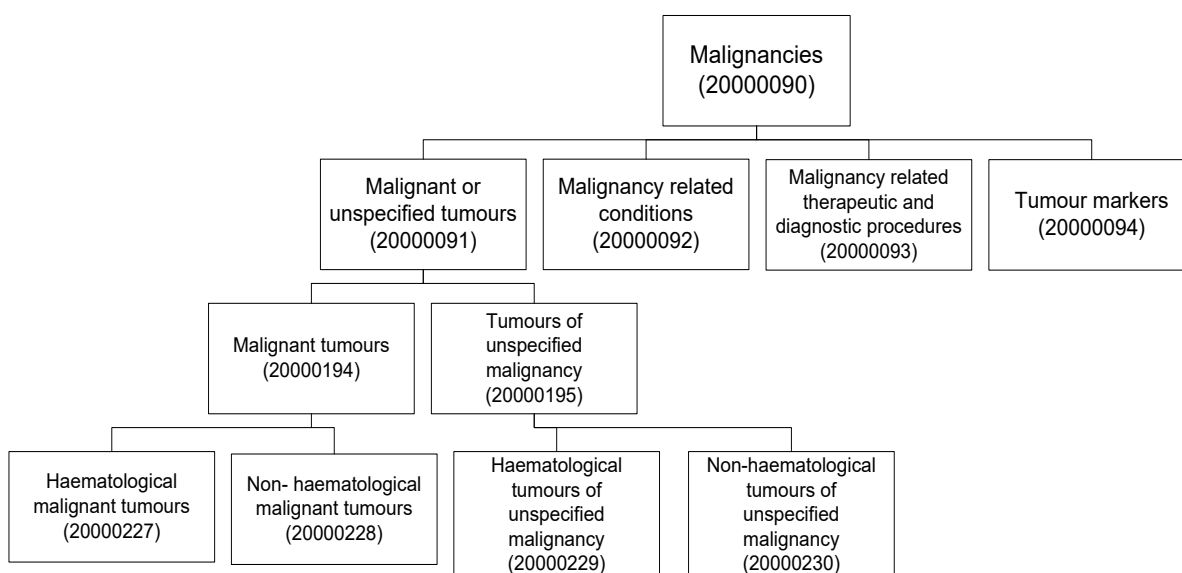 Malignancies
(20000090)
Malignant or
unspecified tumours
(20000091)
Malignancy related
conditions
(20000092)
Malignancy related
therapeutic and
diagnostic procedures
(20000093)
Tumour markers
(20000094)
Malignant tumours
(20000194)
Tumours of
unspecified
malignancy
(20000195)
Haematological
malignant tumours
(20000227)
Non- haematological
malignant tumours
(20000228)
Haematological
tumours of
unspecified
malignancy
(20000229)
Non-haematological
tumours of
unspecified
malignancy
(20000230)